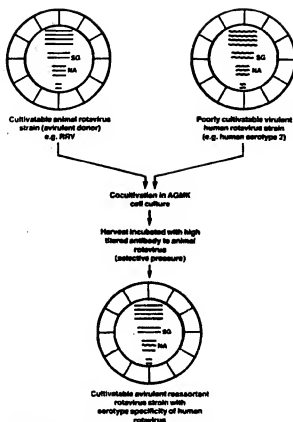 SG
NA
Cultivatable animal rotavirus
strain (avirulent donor)
e.g. RRV
SG
NA
Poorly cultivatable virulent
human rotavirus strain
(e.g. human serotype 2)
Cocultivation in AGMK
cell culture
Harvest incubated with high
titered antibody to animal
rotavirus
(selective pressure)
SG
NA
Cultivatable avirulent reassortant
rotavirus strain with
serotype specificity of human
rotavirus